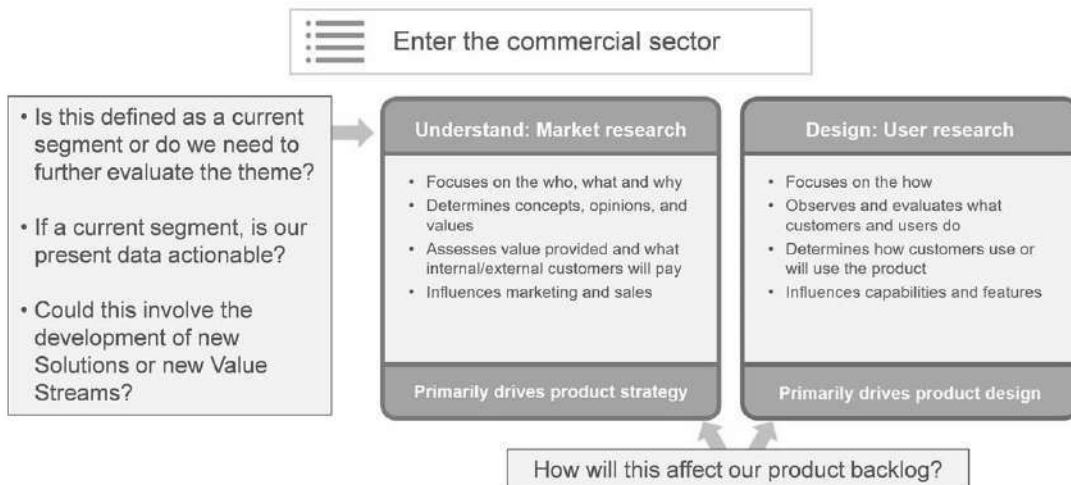 Enter the commercial sector
• Is this defined as a current
segment or do we need to
further evaluate the theme?
• If a current segment, is our
present data actionable?
• Could this involve the
development of new
Solutions or new Value
Streams?
Understand: Market research
• Focuses on the who, what and why
• Determines concepts, opinions, and
values
• Assesses value provided and what
internal/external customers will pay
• Influences marketing and sales
Primarily drives product strategy
Design: User research
• Focuses on the how
• Observes and evaluates what
customers and users do
• Determines how customers use or
will use the product
• Influences capabilities and features
Primarily drives product design
How will this affect our product backlog?